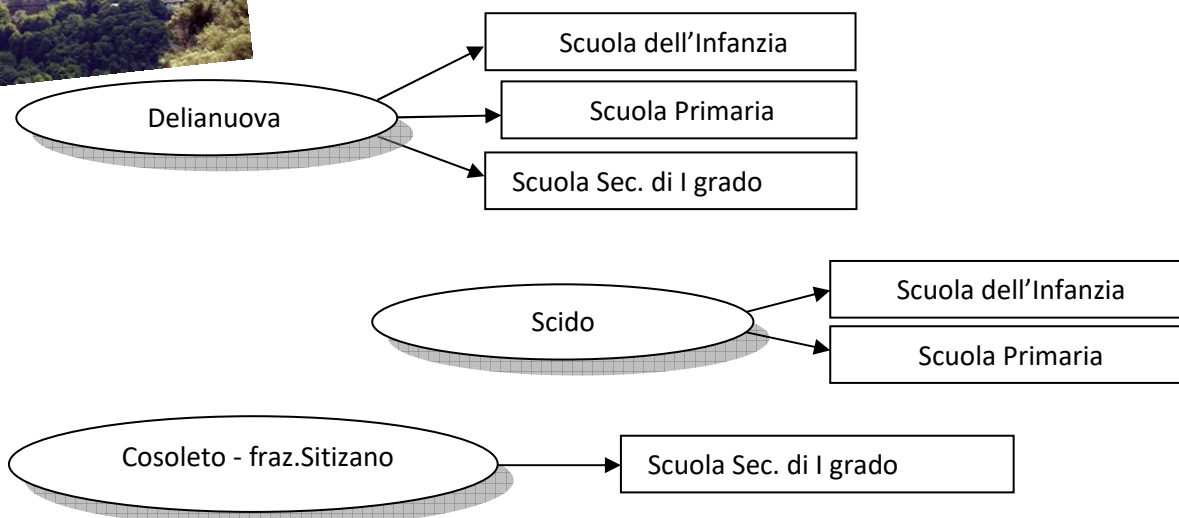 Scuola dell’Infanzia
Delianuova
Scuola Primaria
Scuola Sec. di I grado
Scuola dell’Infanzia
Scido
Scuola Primaria
Cosoleto - fraz.Sitizano
Scuola Sec. di I grado